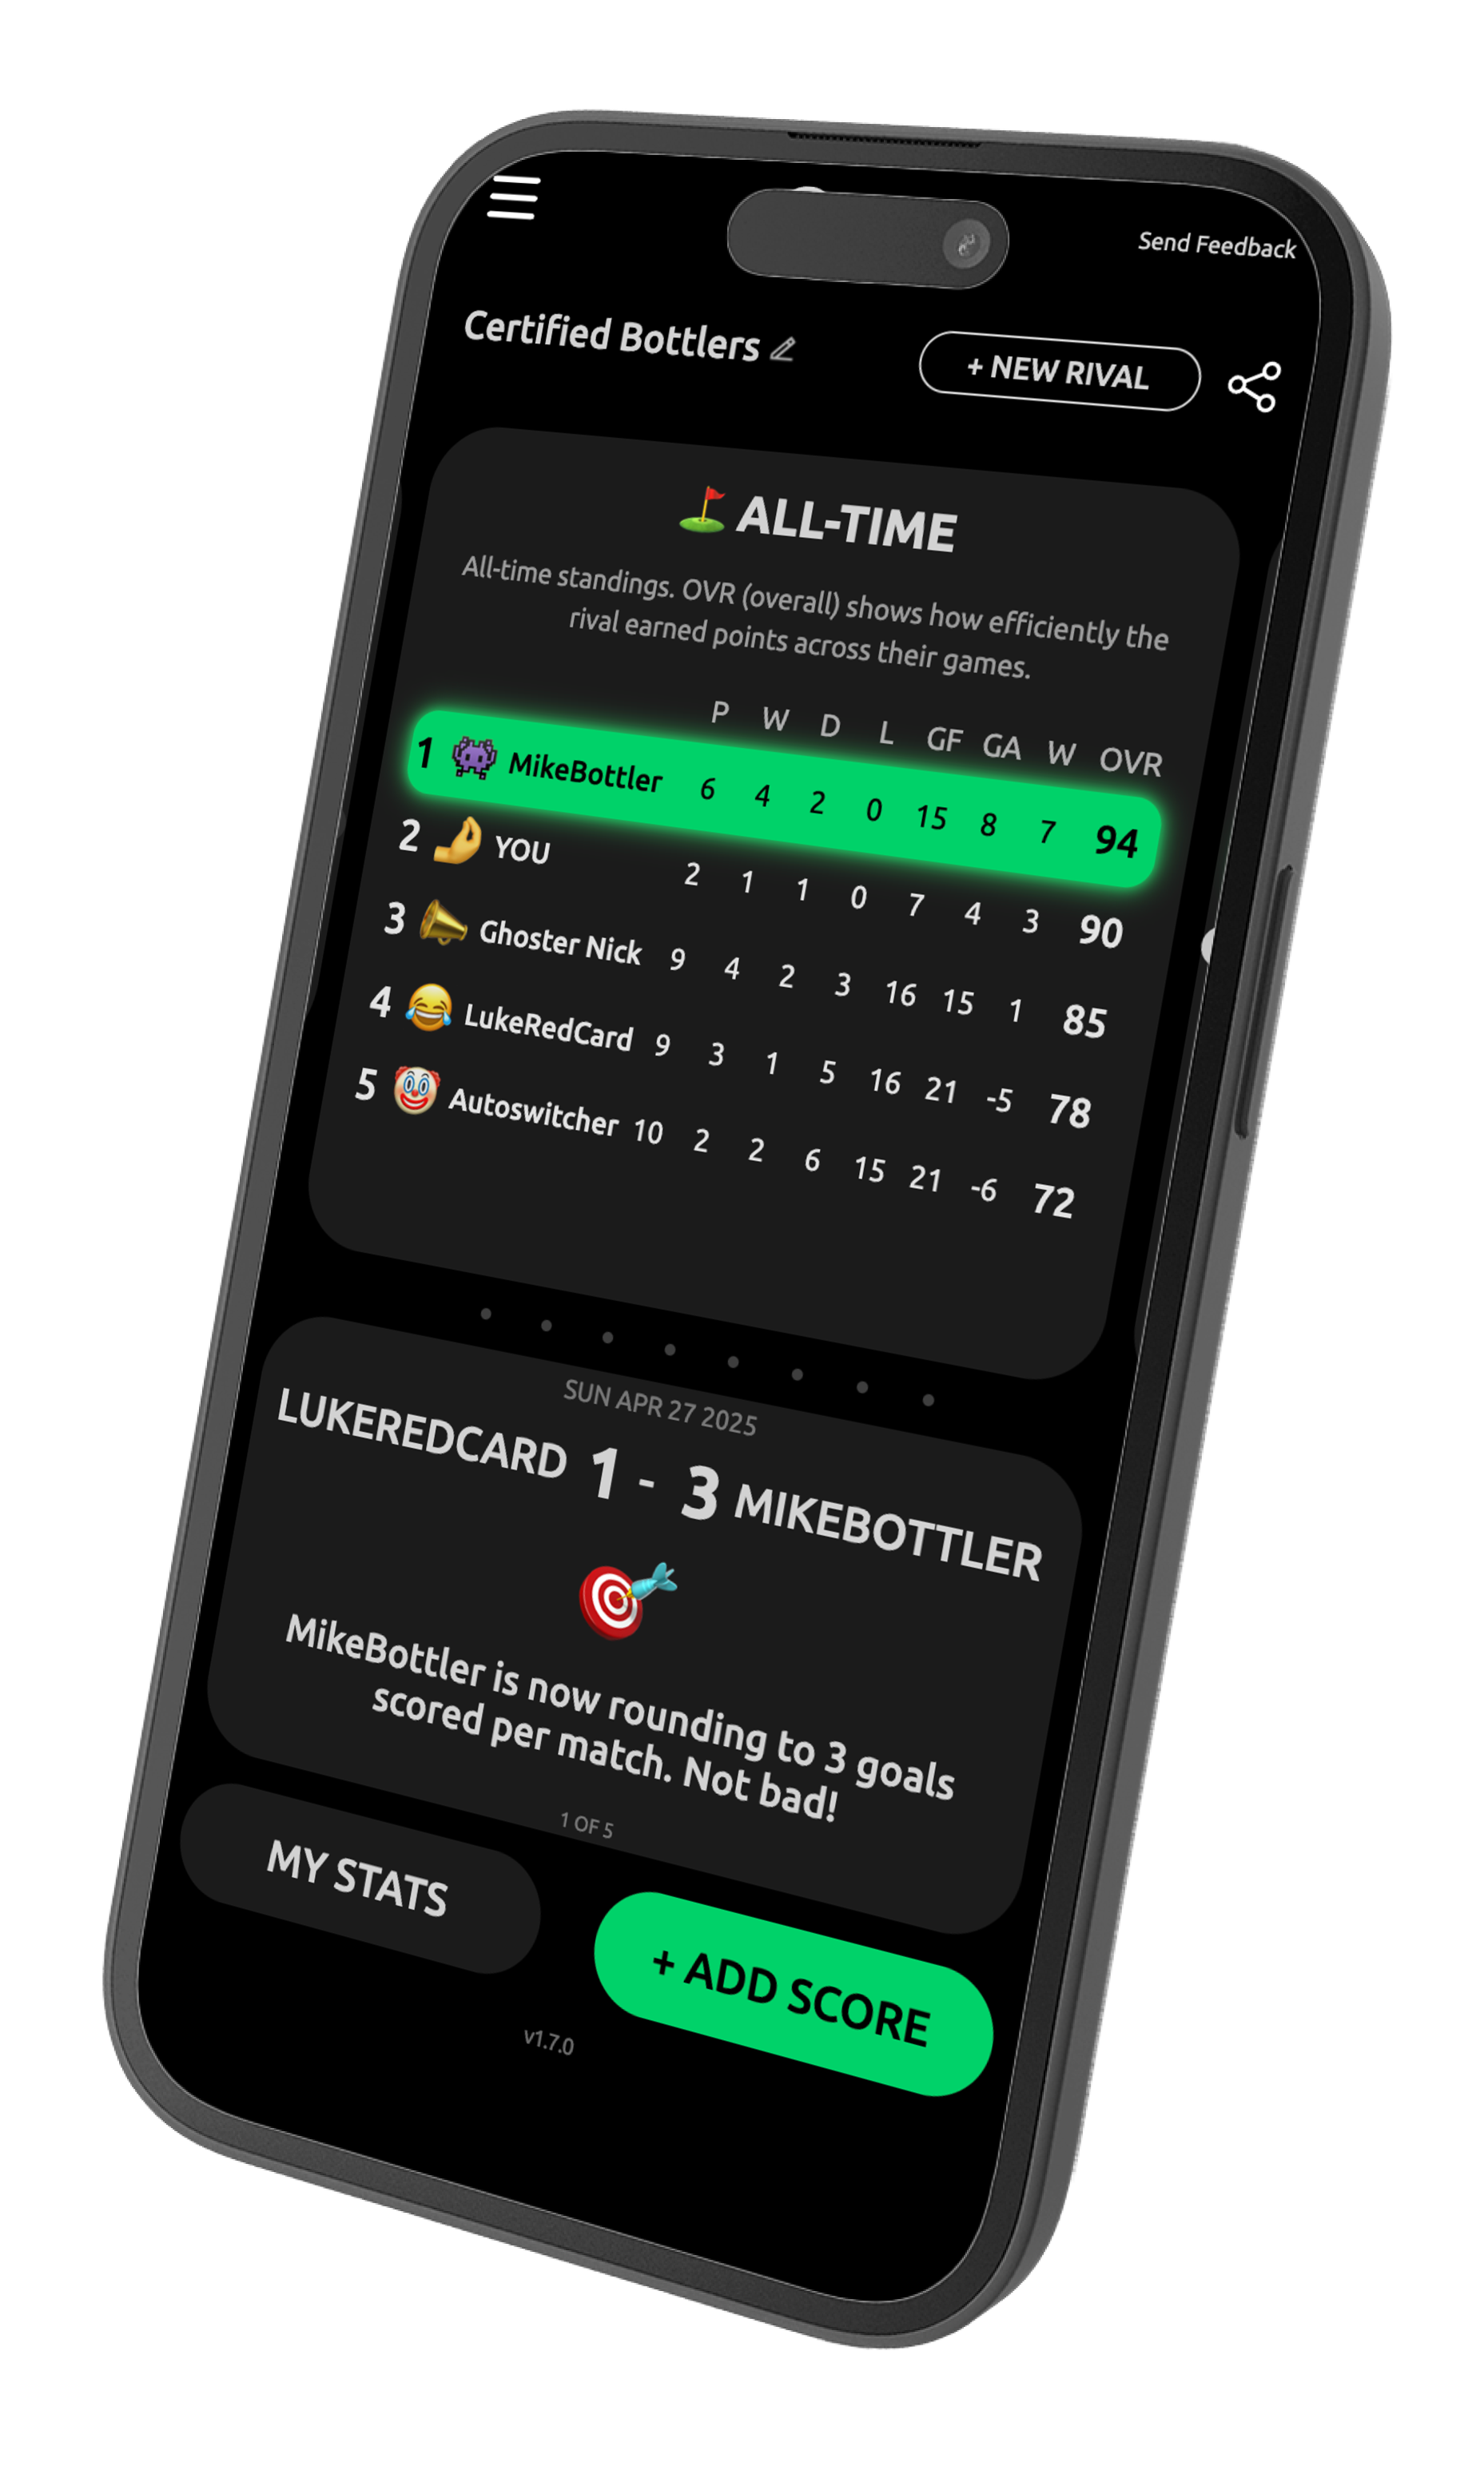 Send Feedback
Certified Bottlers
+ NEW RIVAL
ALL-TIME
All-time standings. OVR (overall) shows how efficiently the
rival earned points across their games.
P W D L GF GA W OVR
1 MikeBottler 6 4 2 0 15 8 7 94
2 YOU 2 1 1 0 7 4 3 90
3 Ghoster Nick 9 4 2 3 16 15 1 85
4 LukeRedCard 9 3 1 5 16 21 -5 78
5 Autoswitcher 10 2 2 6 15 21 -6 72
SUN APR 27 2025
LUKEREDCARD 1 - 3 MIKEBOTTLER
MikeBottler is now rounding to 3 goals
scored per match. Not bad!
1 OF 5
MY STATS
+ ADD SCORE
v1.7.0